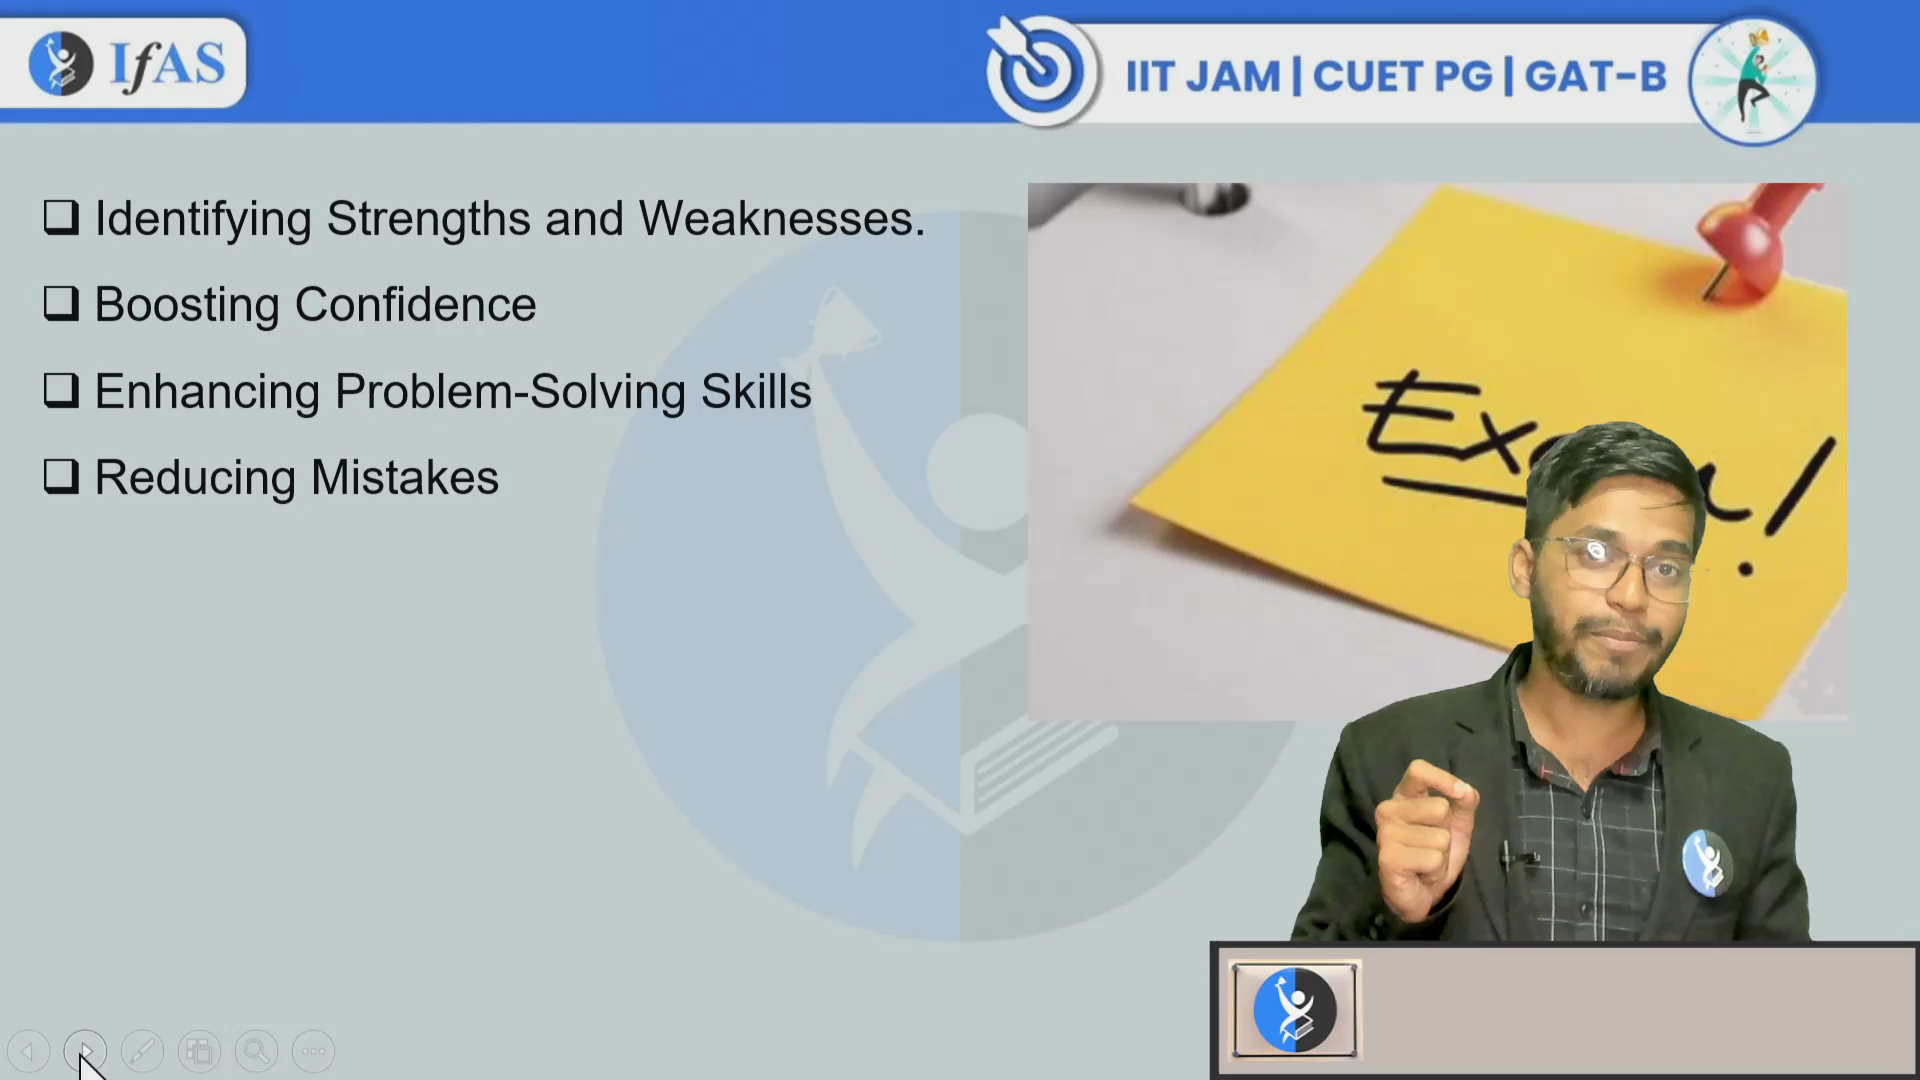 IfAS
IIT JAM | CUET PG | GAT-B
Identifying Strengths and Weaknesses.
Boosting Confidence
Enhancing Problem-Solving Skills
Reducing Mistakes